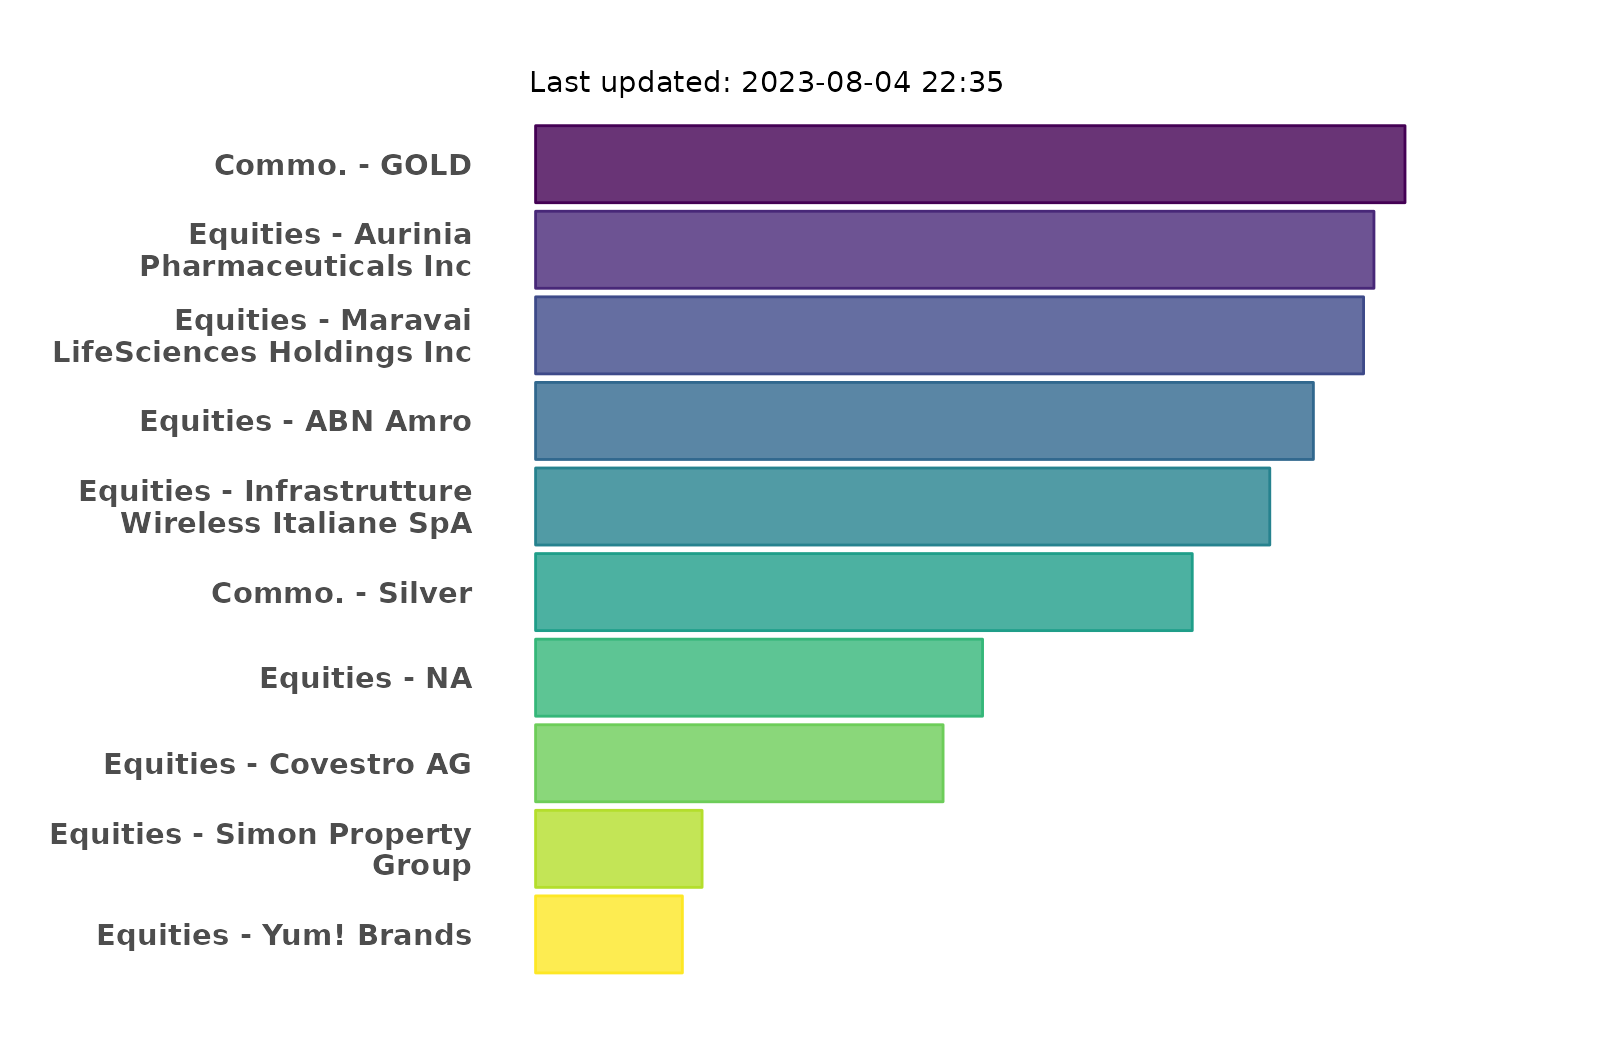 Last updated: 2023-08-04 22:35
Commo. - GOLD
Equities - Aurinia
Pharmaceuticals Inc
Equities - Maravai
LifeSciences Holdings Inc
Equities - ABN Amro
Equities - Infrastrutture
Wireless Italiane SpA
Commo. - Silver
Equities - NA
Equities - Covestro AG
Equities - Simon Property
Group
Equities - Yum! Brands